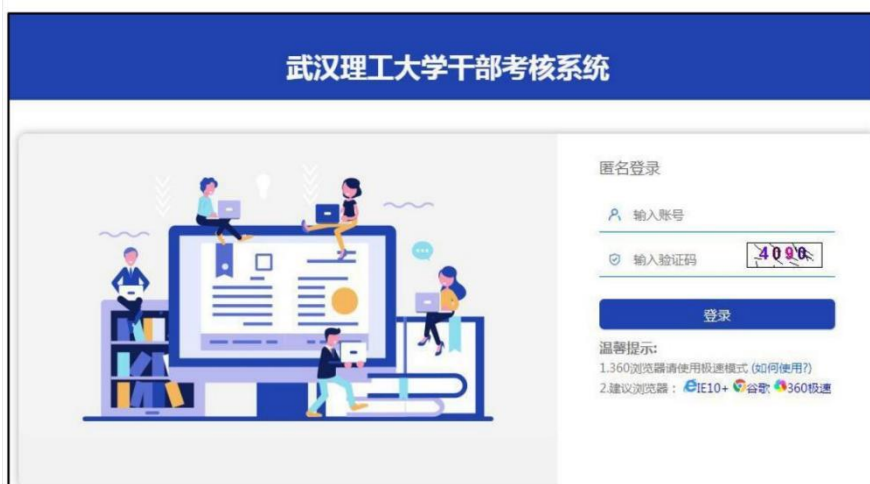 武汉理工大学干部考核系统
匿名登录
输入账号
输入验证码 4090
登录
温馨提示:
1.360浏览器请使用极速模式 (如何使用?)
2.建议浏览器： IE10+ 谷歌 360极速